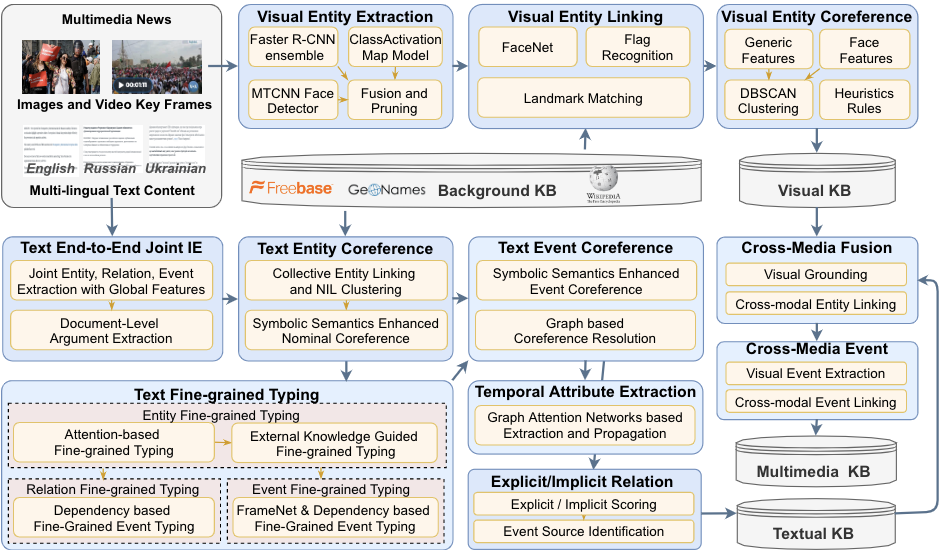 Multimedia News
00:01:11
Images and Video Key Frames
English Russian Ukrainian
Multi-lingual Text Content
Visual Entity Extraction
Faster R-CNN
ensemble
ClassActivation
Map Model
MTCNN Face
Detector
Fusion and
Pruning
Visual Entity Linking
FaceNet
Flag
Recognition
Landmark Matching
Visual Entity Coreference
Generic
Features
Face
Features
DBSCAN
Clustering
Heuristics
Rules
Freebase
GeoNames
Background KB
WIKIPEDIA
The Free Encyclopedia
Visual KB
Text End-to-End Joint IE
Joint Entity, Relation, Event
Extraction with Global Features
Document-Level
Argument Extraction
Text Entity Coreference
Collective Entity Linking
and NIL Clustering
Symbolic Semantics Enhanced
Nominal Coreference
Text Event Coreference
Symbolic Semantics Enhanced
Event Coreference
Graph based
Coreference Resolution
Cross-Media Fusion
Visual Grounding
Cross-modal Entity Linking
Cross-Media Event
Visual Event Extraction
Cross-modal Event Linking
Text Fine-grained Typing
Entity Fine-grained Typing
Attention-based
Fine-grained Typing
External Knowledge Guided
Fine-grained Typing
Relation Fine-grained Typing
Dependency based
Fine-Grained Event Typing
Event Fine-grained Typing
FrameNet & Dependency based
Fine-Grained Event Typing
Temporal Attribute Extraction
Graph Attention Networks based
Extraction and Propagation
Explicit/Implicit Relation
Explicit / Implicit Scoring
Event Source Identification
Multimedia KB
Textual KB